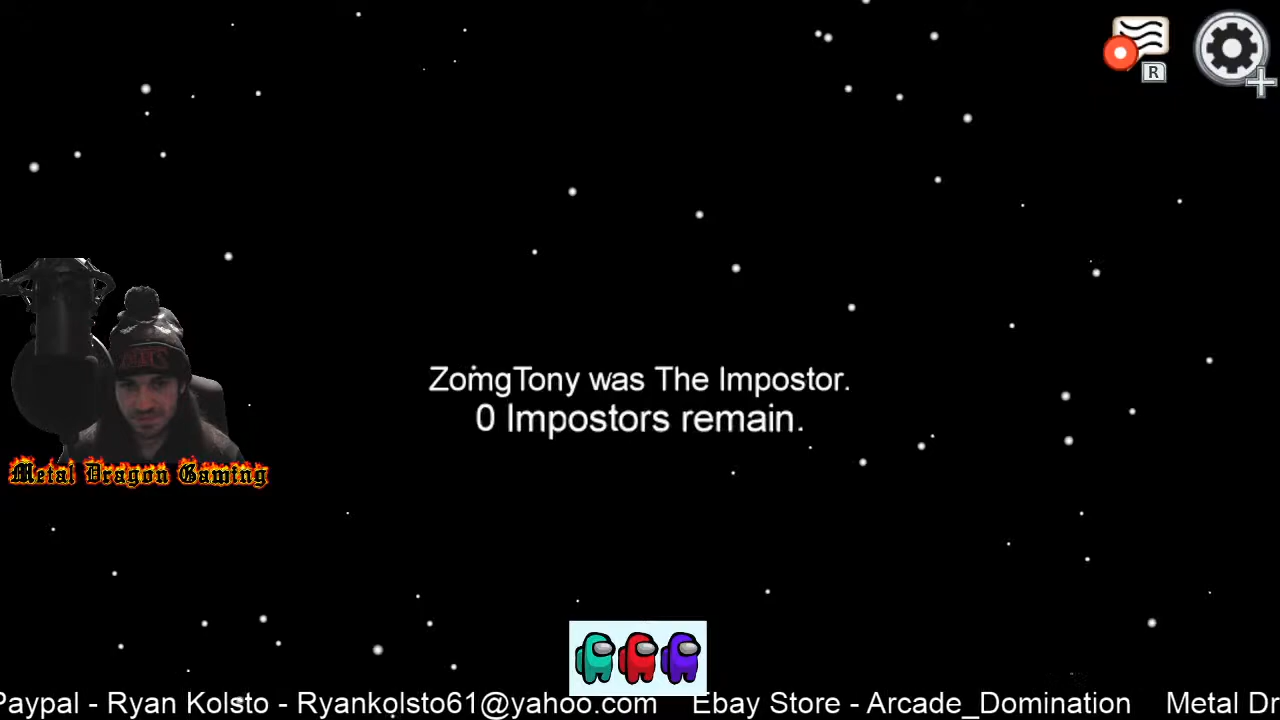 R
ZomgTony was The Impostor.
0 Impostors remain.
Metal Dragon Gaming
Paypal - Ryan Kolsto - Ryankolsto61@yahoo.com Ebay Store - Arcade_Domination Metal Dr